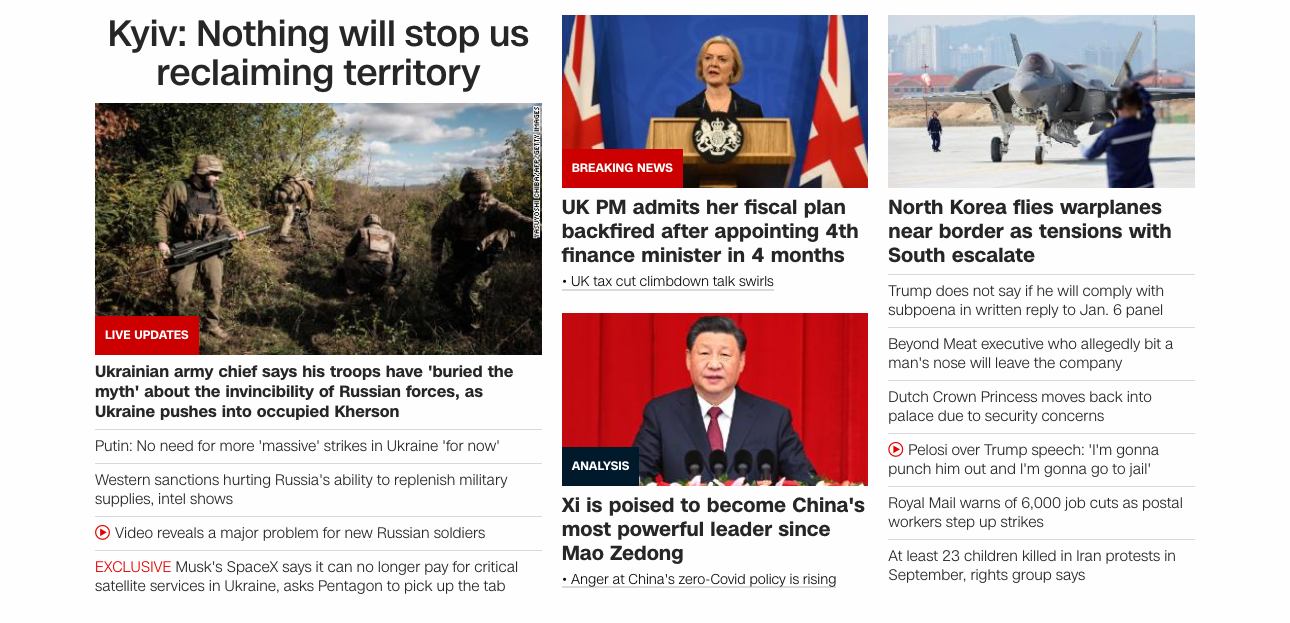 Kyiv: Nothing will stop us
reclaiming territory
YASUYOSHI CHIBA/AFP/GETTY IMAGES
LIVE UPDATES
Ukrainian army chief says his troops have 'buried the
myth' about the invincibility of Russian forces, as
Ukraine pushes into occupied Kherson
Putin: No need for more 'massive' strikes in Ukraine 'for now'
Western sanctions hurting Russia's ability to replenish military
supplies, intel shows
Video reveals a major problem for new Russian soldiers
EXCLUSIVE Musk's SpaceX says it can no longer pay for critical
satellite services in Ukraine, asks Pentagon to pick up the tab
BREAKING NEWS
UK PM admits her fiscal plan
backfired after appointing 4th
finance minister in 4 months
• UK tax cut climbdown talk swirls
ANALYSIS
Xi is poised to become China's
most powerful leader since
Mao Zedong
• Anger at China's zero-Covid policy is rising
North Korea flies warplanes
near border as tensions with
South escalate
Trump does not say if he will comply with
subpoena in written reply to Jan. 6 panel
Beyond Meat executive who allegedly bit a
man's nose will leave the company
Dutch Crown Princess moves back into
palace due to security concerns
Pelosi over Trump speech: 'I'm gonna
punch him out and I'm gonna go to jail'
Royal Mail warns of 6,000 job cuts as postal
workers step up strikes
At least 23 children killed in Iran protests in
September, rights group says